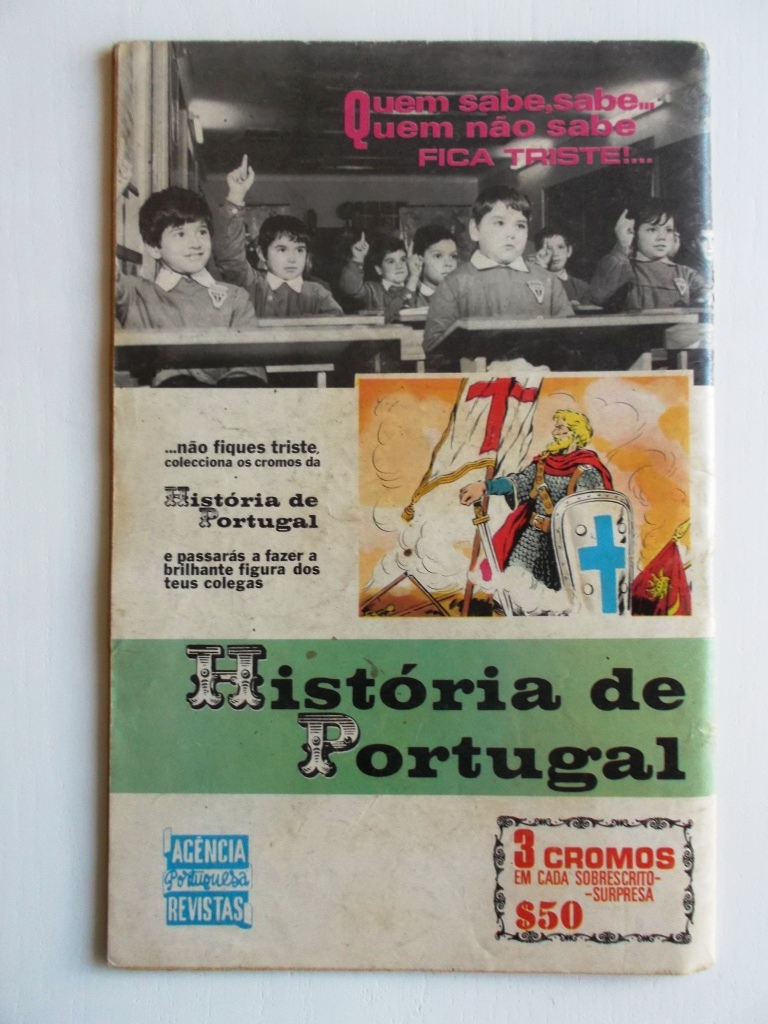 Quem sabe,sabe...
Quem não sabe
FICA TRISTE!...
...não fiques triste,
colecciona os cromos da
História de
Portugal
e passarás a fazer a
brilhante figura dos
teus colegas
História de
Portugal
AGÊNCIA
Portuguesa
REVISTAS
3 CROMOS
EM CADA SOBRESCRITO-
-SURPRESA
$50